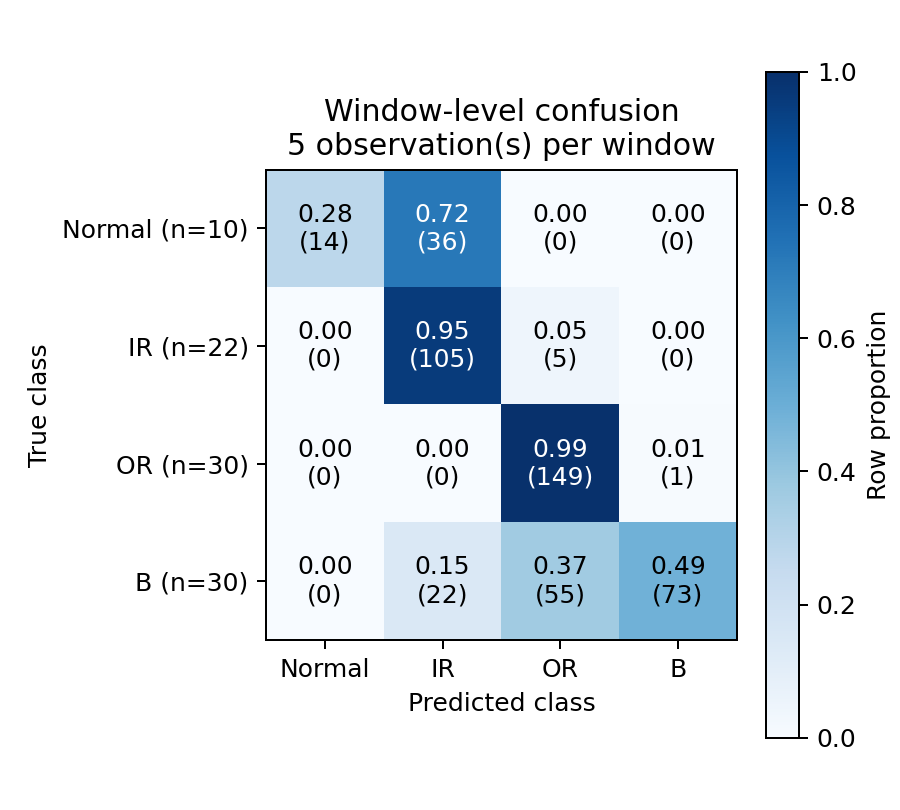 Window-level confusion
5 observation(s) per window
Normal (n=10)
0.28
(14)
0.72
(36)
0.00
(0)
0.00
(0)
IR (n=22)
0.00
(0)
0.95
(105)
0.05
(5)
0.00
(0)
OR (n=30)
0.00
(0)
0.00
(0)
0.99
(149)
0.01
(1)
B (n=30)
0.00
(0)
0.15
(22)
0.37
(55)
0.49
(73)
Normal
IR
OR
B
Predicted class
True class
1.0
0.8
0.6
0.4
0.2
0.0
Row proportion